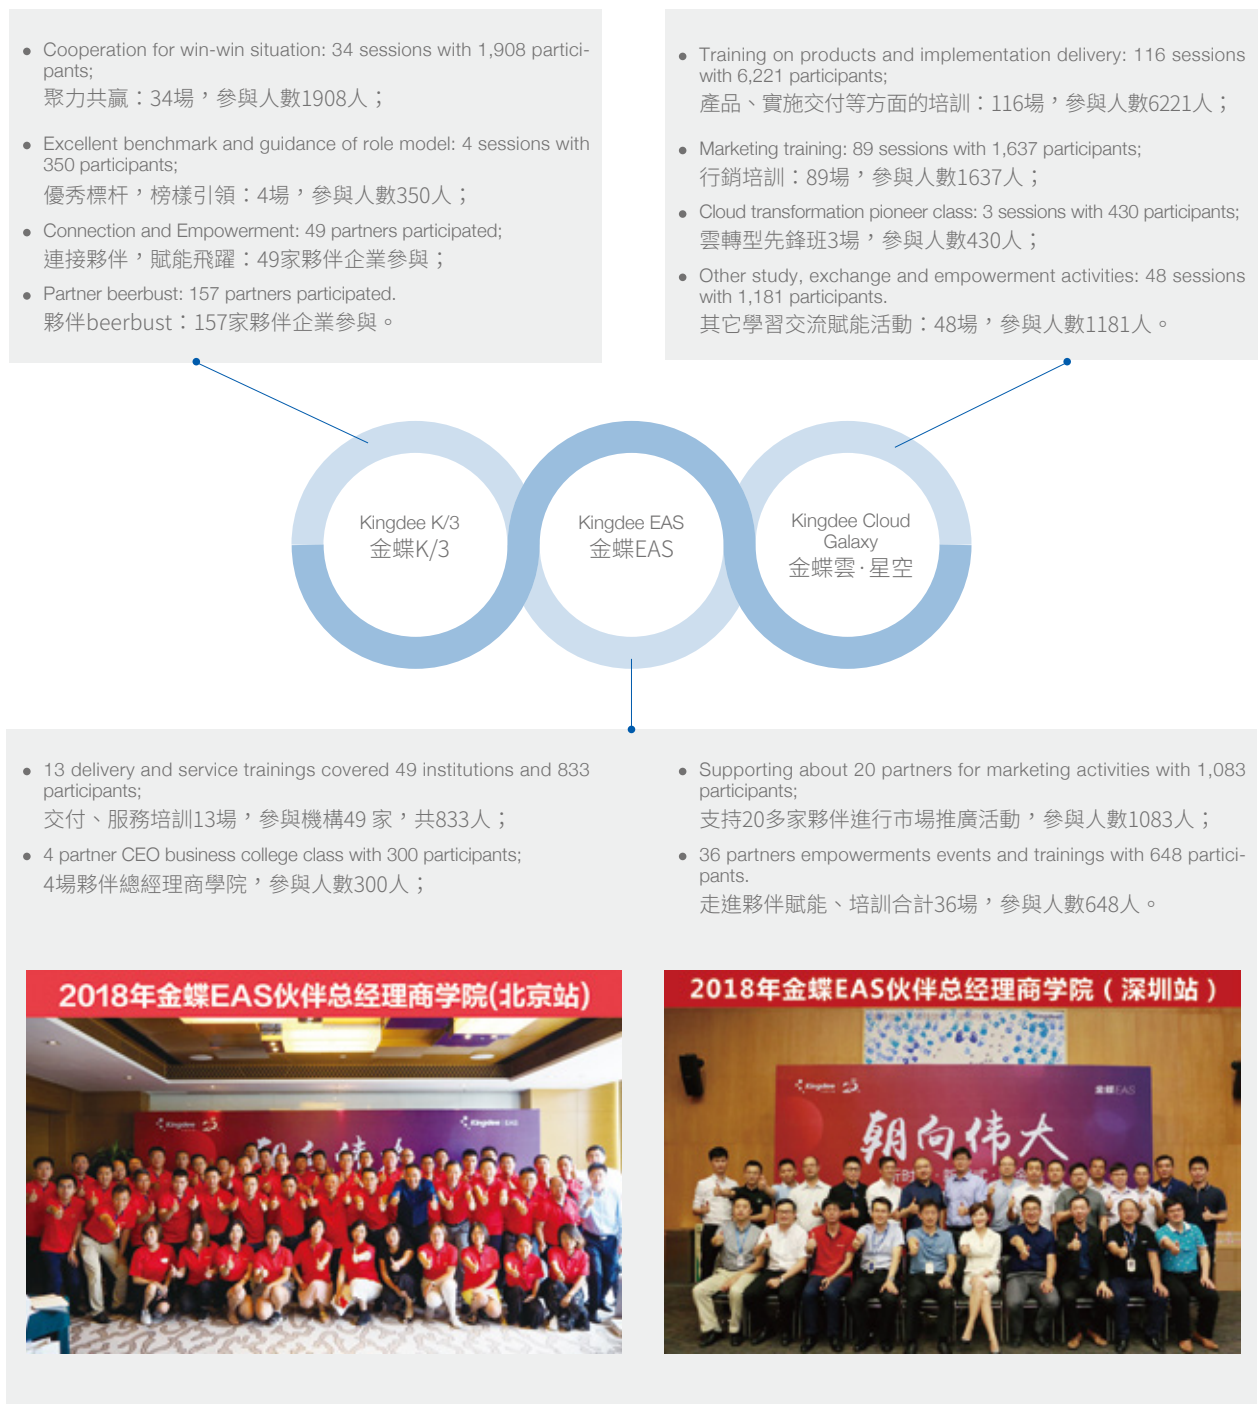 Cooperation for win-win situation: 34 sessions with 1,908 partici-
pants;
聚力共贏：34場，參與人數1908人；
Excellent benchmark and guidance of role model: 4 sessions with
350 participants;
優秀標杆，榜樣引領：4場，參與人數350人；
Connection and Empowerment: 49 partners participated;
連接夥伴，賦能飛躍：49家夥伴企業參與；
Partner beerbust: 157 partners participated.
夥伴beerbust：157家夥伴企業參與。
Training on products and implementation delivery: 116 sessions
with 6,221 participants;
產品、實施交付等方面的培訓：116場，參與人數6221人；
Marketing training: 89 sessions with 1,637 participants;
行銷培訓：89場，參與人數1637人；
Cloud transformation pioneer class: 3 sessions with 430 participants;
雲轉型先鋒班3場，參與人數430人；
Other study, exchange and empowerment activities: 48 sessions
with 1,181 participants.
其它學習交流賦能活動：48場，參與人數1181人。
Kingdee K/3
金蝶K/3
Kingdee EAS
金蝶EAS
Kingdee Cloud
Galaxy
金蝶雲·星空
13 delivery and service trainings covered 49 institutions and 833
participants;
交付、服務培訓13場，參與機構49 家，共833人；
4 partner CEO business college class with 300 participants;
4場夥伴總經理商學院，參與人數300人；
Supporting about 20 partners for marketing activities with 1,083
participants;
支持20多家夥伴進行市場推廣活動，參與人數1083人；
36 partners empowerments events and trainings with 648 partici-
pants.
走進夥伴賦能、培訓合計36場，參與人數648人。
2018年金蝶EAS伙伴总经理商学院(北京站)
Kingdee
Kingdee EAS
朝向伟大
2018年金蝶EAS伙伴总经理商学院（深圳站）
Kingdee
金蝶EAS
朝向伟大